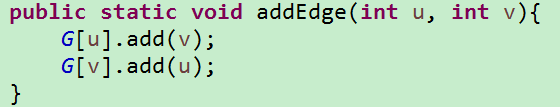 public static void addEdge(int u, int v){
    G[u].add(v);
    G[v].add(u);
}